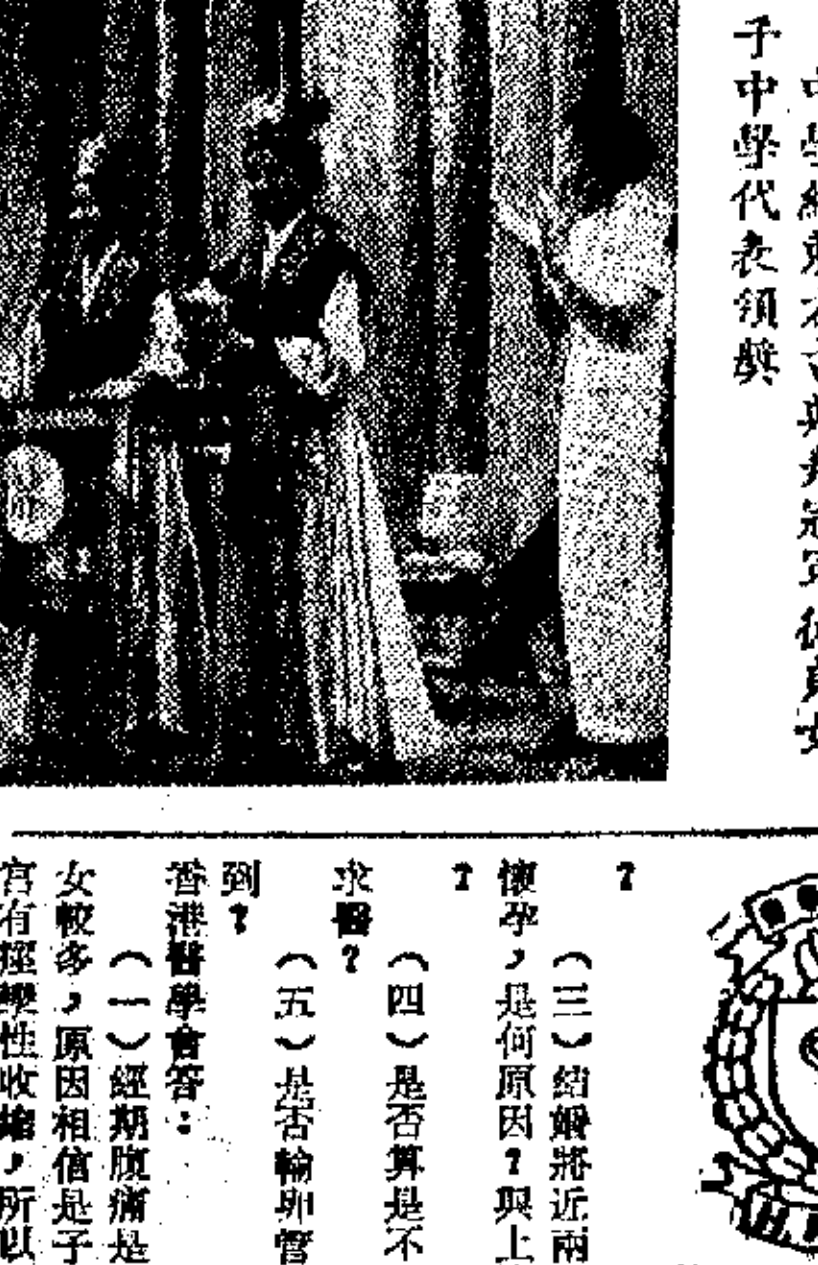 子中學代表領獎
？
（三）結婚將近兩
懷孕，是何原因？與上
？
（四）是否算是不
求醫？
（五）是否輸卵管
到？
香港醫學會答：
（一）經期腹痛是
女較多，原因相信是子
宮有痙攣性收縮，所以